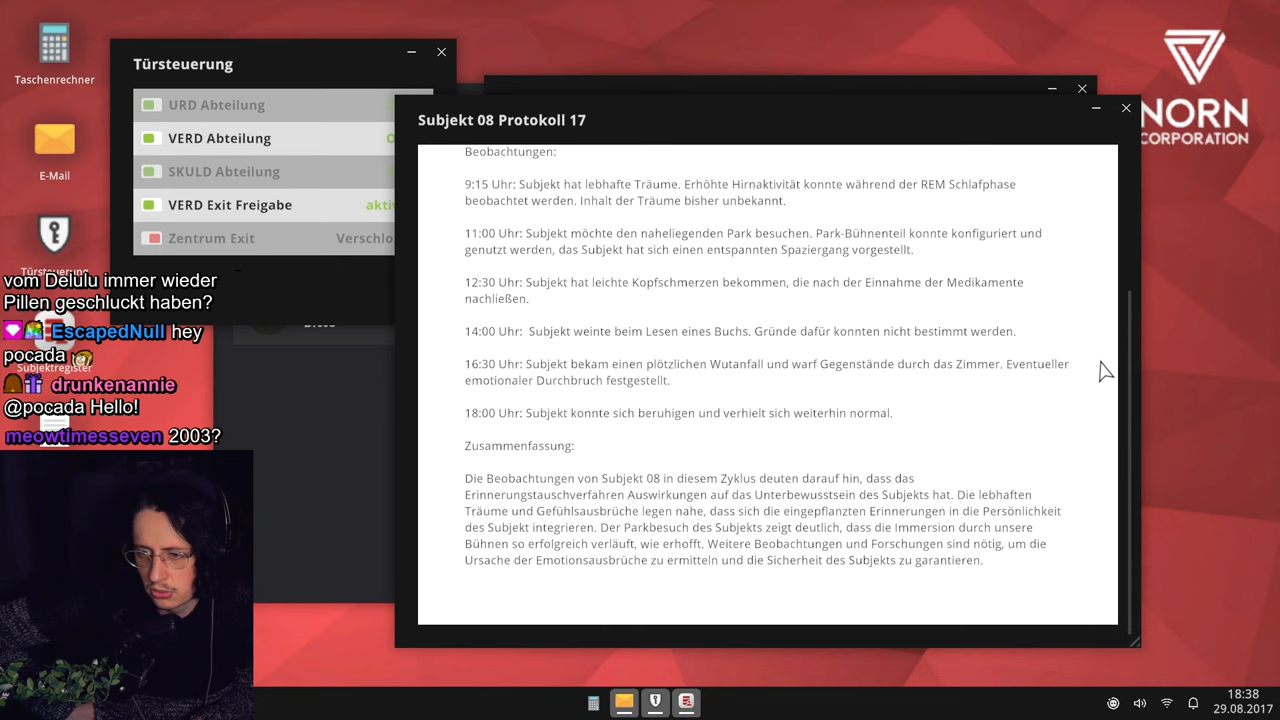 Taschenrechner
E-Mail
Türsteuerung
URD Abteilung
VERD Abteilung
SKULD Abteilung
VERD Exit Freigabe
Zentrum Exit
Verschlo
NORN
CORPORATION
Subjekt 08 Protokoll 17
Beobachtungen:
9:15 Uhr: Subjekt hat lebhafte Träume. Erhöhte Hirnaktivität konnte während der REM Schlafphase
beobachtet werden. Inhalt der Träume bisher unbekannt.
11:00 Uhr: Subjekt möchte den naheliegenden Park besuchen. Park-Bühnenteil konnte konfiguriert und
genutzt werden, das Subjekt hat sich einen entspannten Spaziergang vorgestellt.
12:30 Uhr: Subjekt hat leichte Kopfschmerzen bekommen, die nach der Einnahme der Medikamente
nachließen.
14:00 Uhr:  Subjekt weinte beim Lesen eines Buchs. Gründe dafür konnten nicht bestimmt werden.
16:30 Uhr: Subjekt bekam einen plötzlichen Wutanfall und warf Gegenstände durch das Zimmer. Eventueller
emotionaler Durchbruch festgestellt.
18:00 Uhr: Subjekt konnte sich beruhigen und verhielt sich weiterhin normal.
Zusammenfassung:
Die Beobachtungen von Subjekt 08 in diesem Zyklus deuten darauf hin, dass das
Erinnerungstauschverfahren Auswirkungen auf das Unterbewusstsein des Subjekts hat. Die lebhaften
Träume und Gefühlsausbrüche legen nahe, dass sich die eingepflanzten Erinnerungen in die Persönlichkeit
des Subjekt integrieren. Der Parkbesuch des Subjekts zeigt deutlich, dass die Immersion durch unsere
Bühnen so erfolgreich verläuft, wie erhofft. Weitere Beobachtungen und Forschungen sind nötig, um die
Ursache der Emotionsausbrüche zu ermitteln und die Sicherheit des Subjekts zu garantieren.
vom Delulu immer wieder
Pillen geschluckt haben?
EscapedNull hey
pocada
Subjektregister
drunkenannie
@pocada Hello!
meowtimesseven 2003?
18:38
29.08.2017